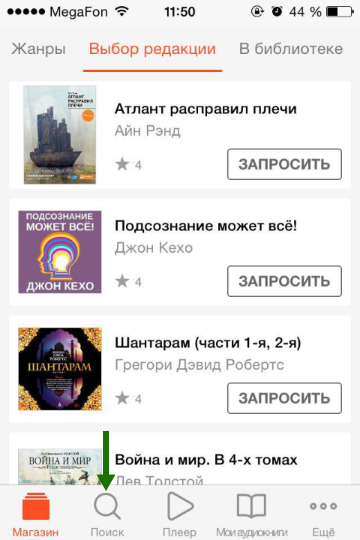 MegaFon 11:50 44 %
Жанры Выбор редакции В библиотеке
АТЛАНТ
РАСПРАВИЛ
ПЛЕЧИ
Атлант расправил плечи
Айн Рэнд
4
ЗАПРОСИТЬ
ПОДСОЗНАНИЕ
МОЖЕТ ВСЁ!
ДЖОН КЕХО
Подсознание может всё!
Джон Кехо
4
ЗАПРОСИТЬ
ШАНТАРАМ
Шантарам (части 1-я, 2-я)
Грегори Дэвид Робертс
4
ЗАПРОСИТЬ
ВОЙНА И МИР
Война и мир. В 4-х томах
Лев Толстой
Магазин Поиск Плеер Мои аудиокниги Ещё